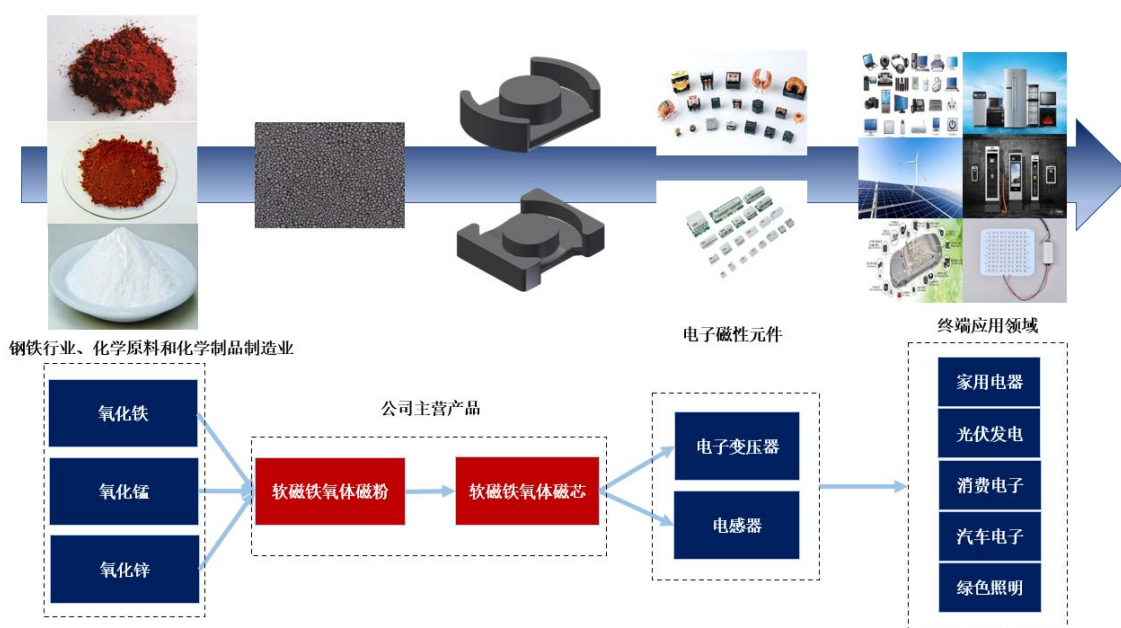 钢铁行业、化学原料和化学制品制造业
电子磁性元件
终端应用领域
公司主营产品
氧化铁
氧化锰
氧化锌
软磁铁氧体磁粉
软磁铁氧体磁芯
电子变压器
电感器
家用电器
光伏发电
消费电子
汽车电子
绿色照明